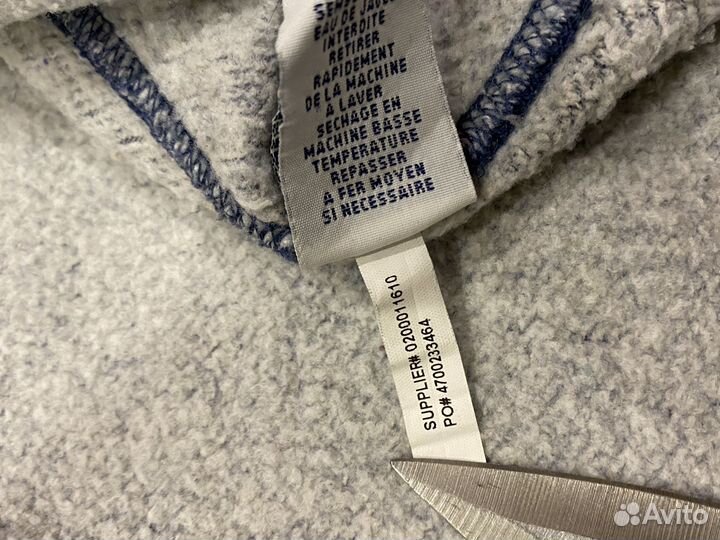 EAU DE JAVEL
INTERDITE
RETIRER
RAPIDEMENT
DE LA MACHINE
A LAVER
SECHAGE EN
MACHINE BASSE
TEMPERATURE
REPASSER
A FER MOYEN
SI NECESSAIRE
SUPPLIER# 0200011610
PO# 4700233464
Avito